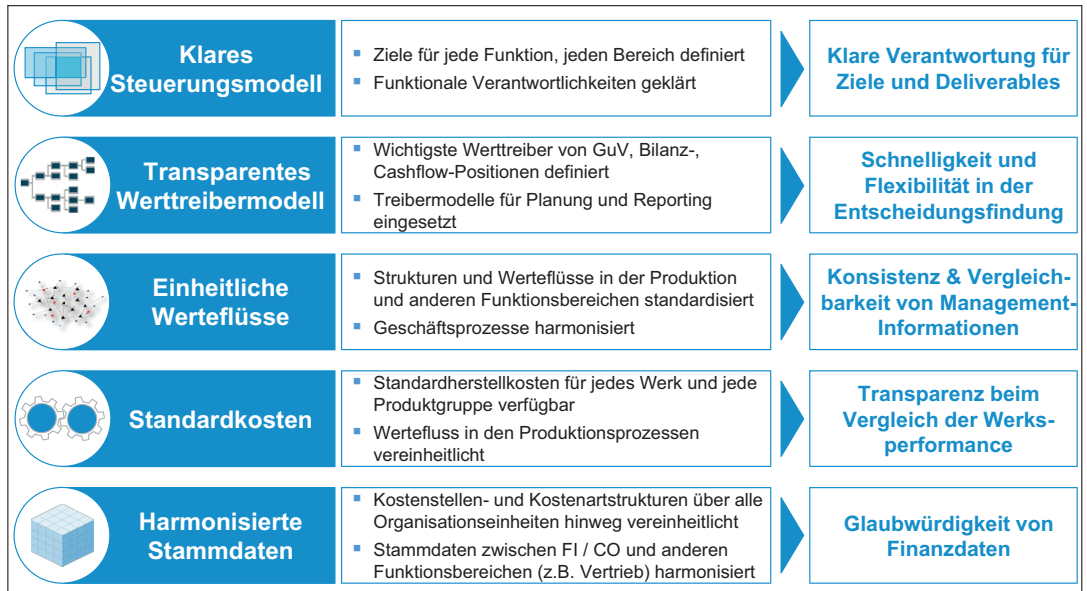 Klares
Steuerungsmodell
▪ Ziele für jede Funktion, jeden Bereich definiert
▪ Funktionale Verantwortlichkeiten geklärt
Klare Verantwortung für
Ziele und Deliverables
Transparentes
Werttreibermodell
▪ Wichtigste Werttreiber von GuV, Bilanz-,
Cashflow-Positionen definiert
▪ Treibermodelle für Planung und Reporting
eingesetzt
Schnelligkeit und
Flexibilität in der
Entscheidungsfindung
Einheitliche
Werteflüsse
▪ Strukturen und Werteflüsse in der Produktion
und anderen Funktionsbereichen standardisiert
▪ Geschäftsprozesse harmonisiert
Konsistenz & Vergleich-
barkeit von Management-
Informationen
Standardkosten
▪ Standardherstellkosten für jedes Werk und jede
Produktgruppe verfügbar
▪ Wertefluss in den Produktionsprozessen
vereinheitlicht
Transparenz beim
Vergleich der Werks-
performance
Harmonisierte
Stammdaten
▪ Kostenstellen- und Kostenartstrukturen über alle
Organisationseinheiten hinweg vereinheitlicht
▪ Stammdaten zwischen FI / CO und anderen
Funktionsbereichen (z.B. Vertrieb) harmonisiert
Glaubwürdigkeit von
Finanzdaten